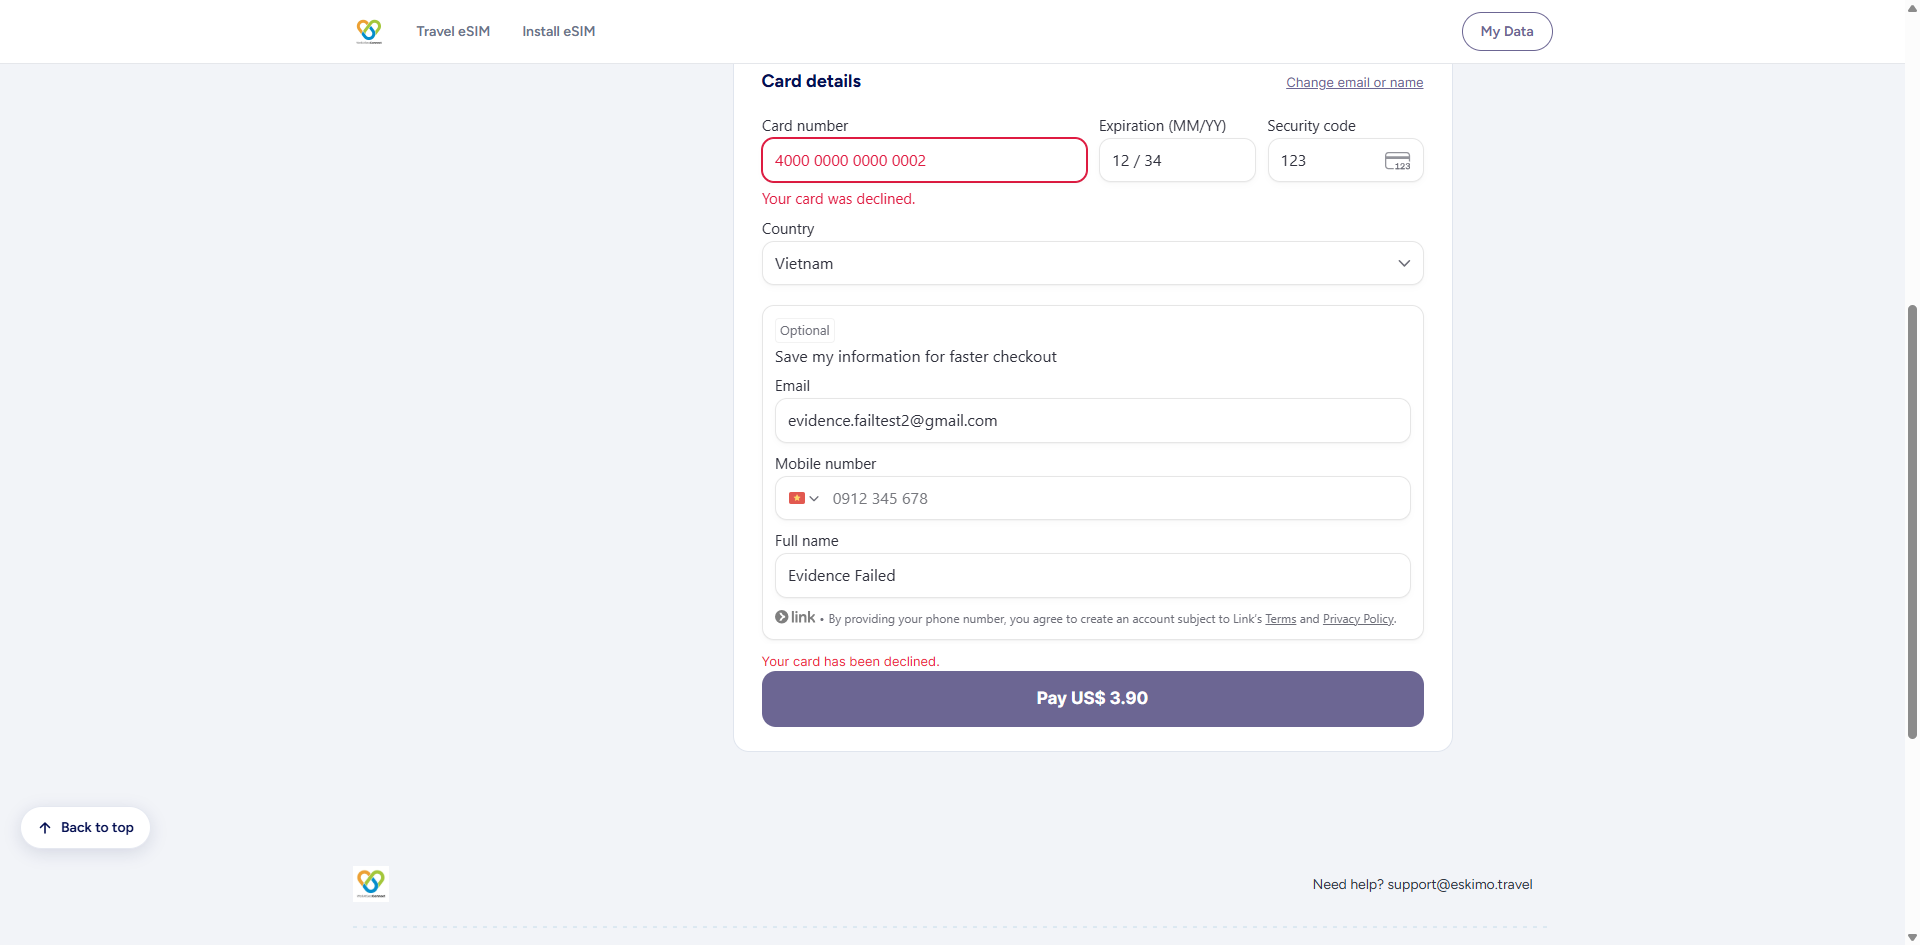 Travel eSIM
Install eSIM
My Data
Card details
Change email or name
Card number
Expiration (MM/YY)
Security code
4000 0000 0000 0002
12 / 34
123
123
Your card was declined.
Country
Vietnam
Optional
Save my information for faster checkout
Email
evidence.failtest2@gmail.com
Mobile number
0912 345 678
Full name
Evidence Failed
link • By providing your phone number, you agree to create an account subject to Link's Terms and Privacy Policy.
Your card has been declined.
Pay US$ 3.90
Back to top
Need help? support@eskimo.travel